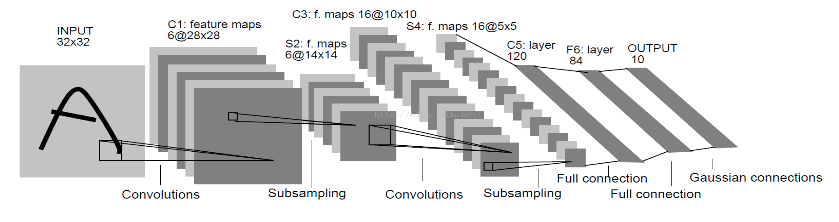 INPUT
32x32
C1: feature maps
6@28x28
S2: f. maps
6@14x14
C3: f. maps 16@10x10
S4: f. maps 16@5x5
C5: layer
120
F6: layer
84
OUTPUT
10
Convolutions
Subsampling
Convolutions
Subsampling
Full connection
Full connection
Gaussian connections